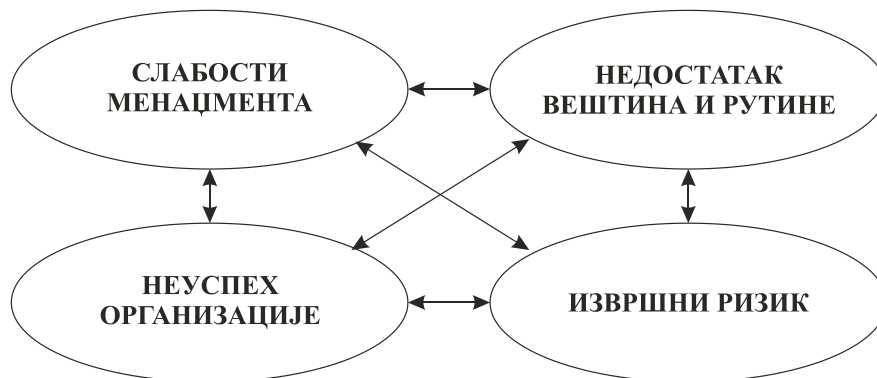 СЛАБОСТИ
МЕНАЏМЕНТА
НЕДОСТАТАК
ВЕШТИНА И РУТИНЕ
НЕУСПЕХ
ОРГАНИЗАЦИЈЕ
ИЗВРШНИ РИЗИК